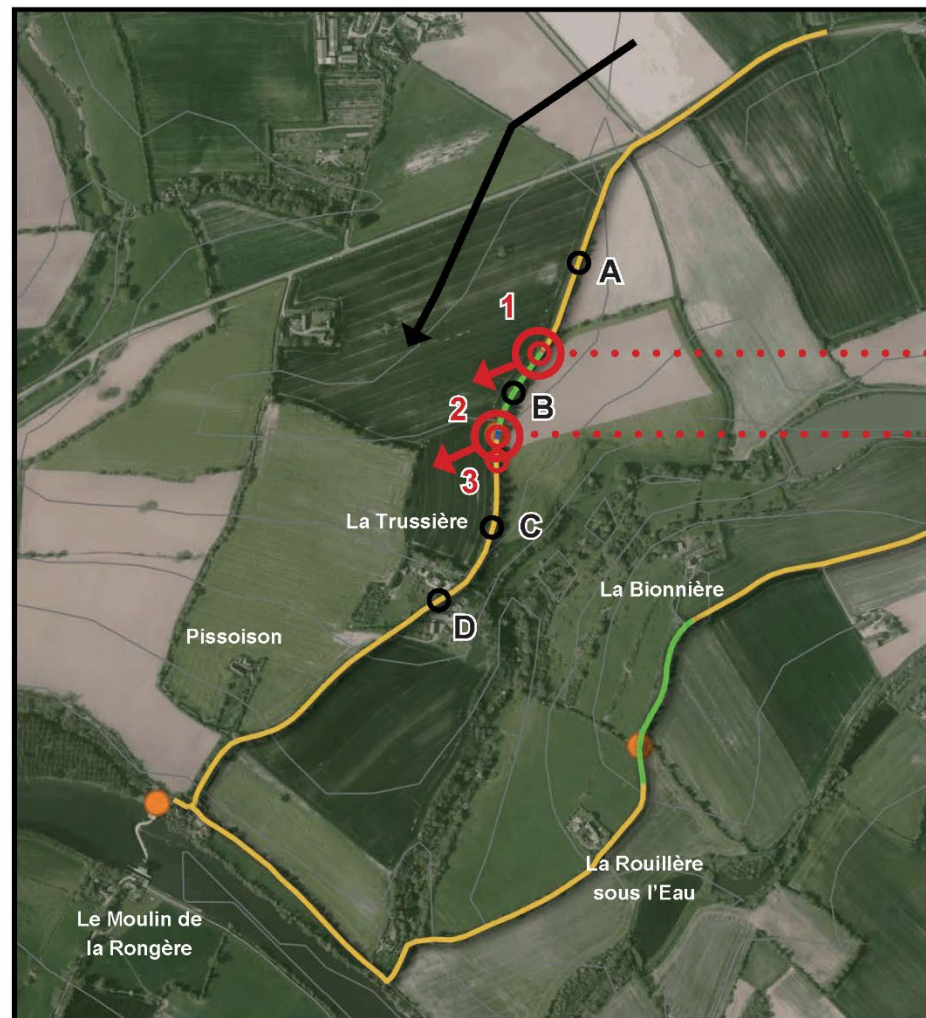 A
1
B
2
3
La Trussière
C
La Bionnière
D
Pissoison
La Rouillère
sous l'Eau
Le Moulin de
la Rongère